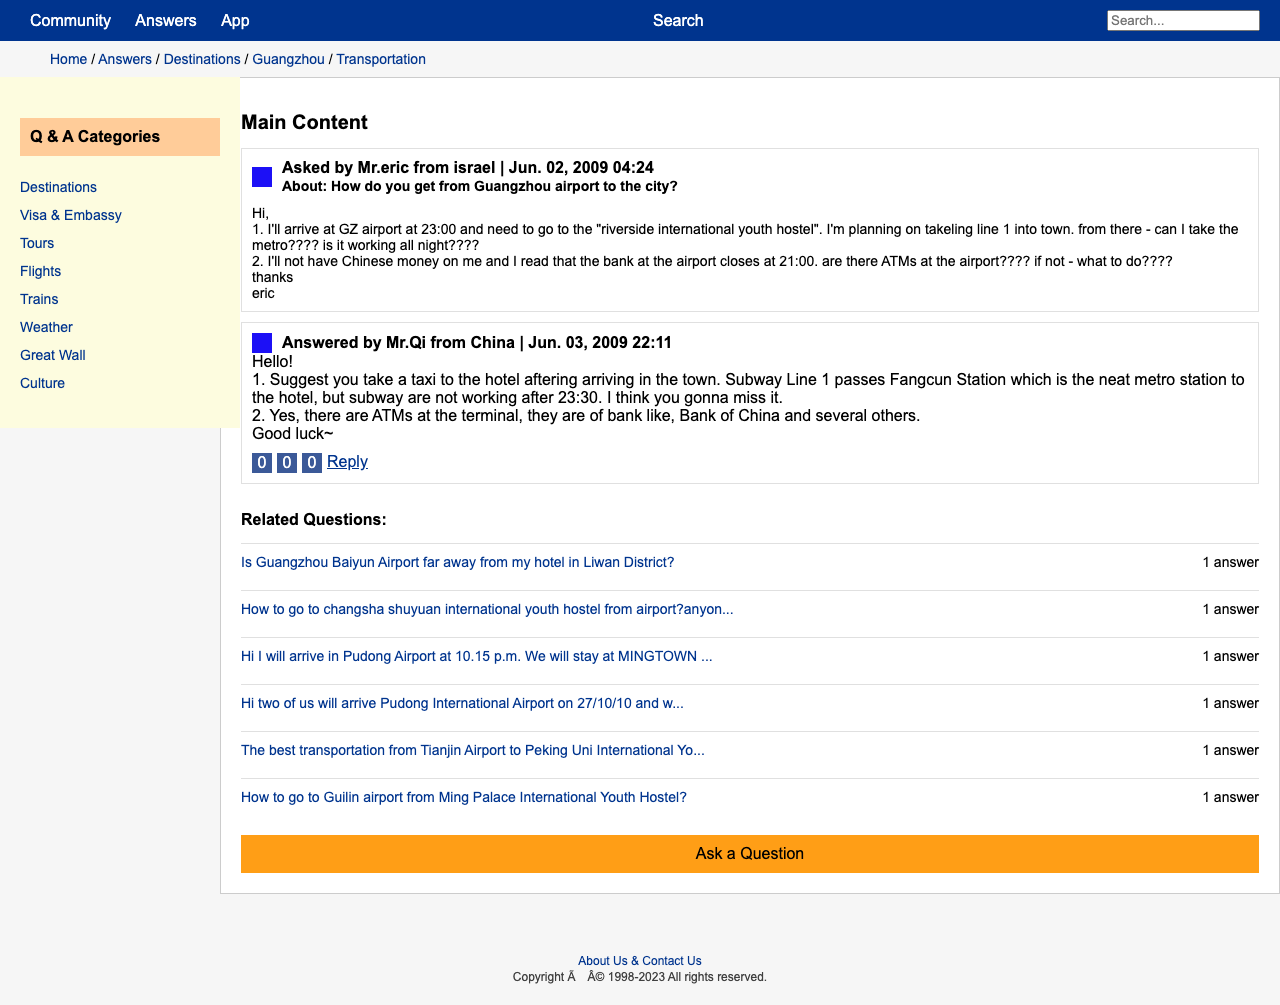 Community Answers App Search Search...
Home / Answers / Destinations / Guangzhou / Transportation
Q & A Categories
Destinations
Visa & Embassy
Tours
Flights
Trains
Weather
Great Wall
Culture
Main Content
Asked by Mr.eric from israel | Jun. 02, 2009 04:24
About: How do you get from Guangzhou airport to the city?
Hi,
1. I'll arrive at GZ airport at 23:00 and need to go to the "riverside international youth hostel". I'm planning on takeling line 1 into town. from there - can I take the
metro???? is it working all night????
2. I'll not have Chinese money on me and I read that the bank at the airport closes at 21:00. are there ATMs at the airport???? if not - what to do????
thanks
eric
Answered by Mr.Qi from China | Jun. 03, 2009 22:11
Hello!
1. Suggest you take a taxi to the hotel aftering arriving in the town. Subway Line 1 passes Fangcun Station which is the neat metro station to
the hotel, but subway are not working after 23:30. I think you gonna miss it.
2. Yes, there are ATMs at the terminal, they are of bank like, Bank of China and several others.
Good luck~
0 0 0 Reply
Related Questions:
Is Guangzhou Baiyun Airport far away from my hotel in Liwan District? 1 answer
How to go to changsha shuyuan international youth hostel from airport?anyon... 1 answer
Hi I will arrive in Pudong Airport at 10.15 p.m. We will stay at MINGTOWN ... 1 answer
Hi two of us will arrive Pudong International Airport on 27/10/10 and w... 1 answer
The best transportation from Tianjin Airport to Peking Uni International Yo... 1 answer
How to go to Guilin airport from Ming Palace International Youth Hostel? 1 answer
Ask a Question
About Us & Contact Us
Copyright Ã Â© 1998-2023 All rights reserved.